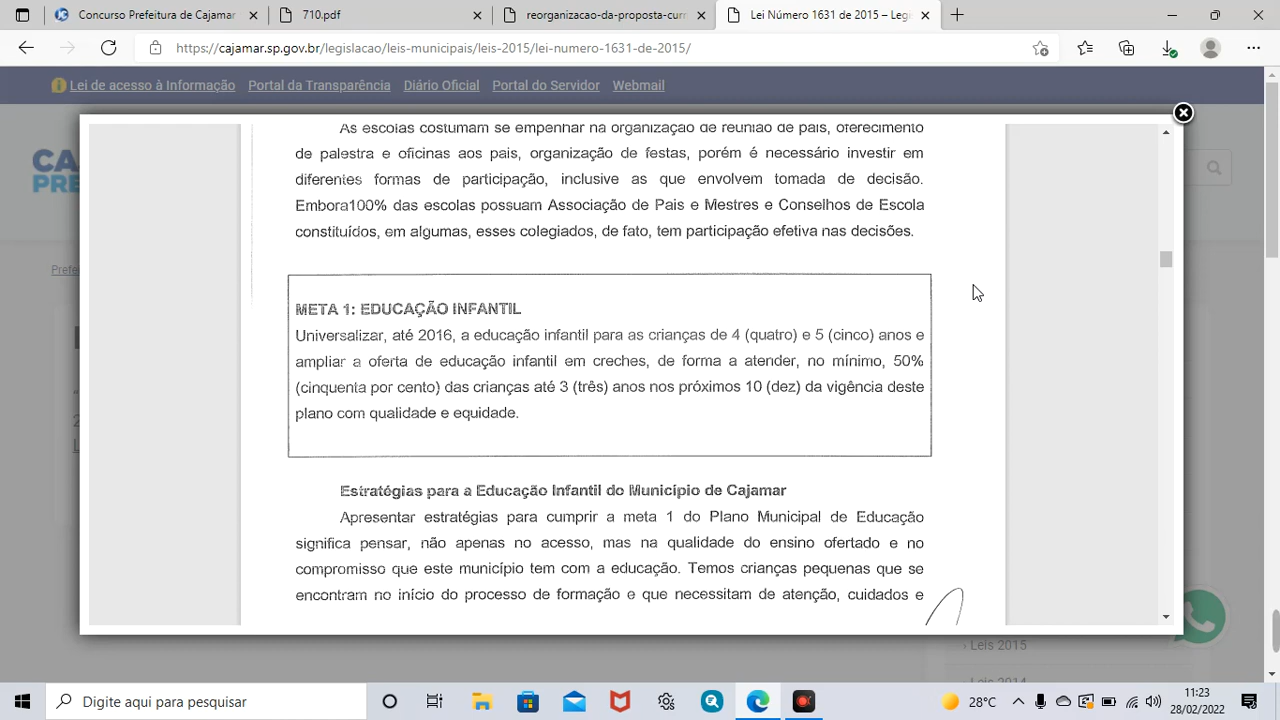 Conteúdo Prefeitura de Cajamar
710.pdf
reorganizacao-da-propost-curr
Lei Número 1631 de 2015 – Leg
https://cajamar.sp.gov.br/legislacao/leis-municipais/leis-2015/lei-numero-1631-de-2015/
Lei de acesso à Informação Portal da Transparência Diário Oficial Portal do Servidor Webmail
CA
PRE
Prefe
As escolas costumam se empenhar na organização de reunião de pais, oferecimento
de palestra e oficinas aos pais, organização de festas, porém é necessário investir em
diferentes formas de participação, inclusive as que envolvem tomada de decisão.
Embora100% das escolas possuam Associação de Pais e Mestres e Conselhos de Escola
constituídos, em algumas, esses colegiados, de fato, tem participação efetiva nas decisões.
META 1: EDUCAÇÃO INFANTIL
Universalizar, até 2016, a educação infantil para as crianças de 4 (quatro) e 5 (cinco) anos e
ampliar a oferta de educação infantil em creches, de forma a atender, no mínimo, 50%
(cinquenta por cento) das crianças até 3 (três) anos nos próximos 10 (dez) da vigência deste
plano com qualidade e equidade.
Estratégias para a Educação Infantil do Município de Cajamar
Apresentar estratégias para cumprir a meta 1 do Plano Municipal de Educação
significa pensar, não apenas no acesso, mas na qualidade do ensino ofertado e no
compromisso que este município tem com a educação. Temos crianças pequenas que se
encontram no início do processo de formação e que necessitam de atenção, cuidados e
› Leis 2015
› Leis 2014
Digite aqui para pesquisar
28°C
11:23
28/02/2022